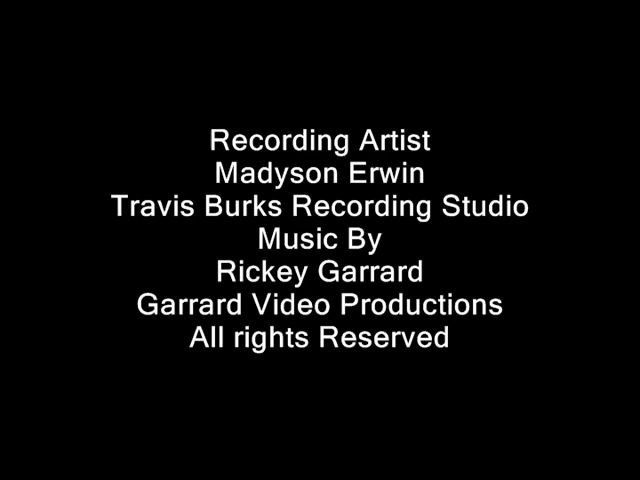 Recording Artist
Madyson Erwin
Travis Burks Recording Studio
Music By
Rickey Garrard
Garrard Video Productions
All rights Reserved